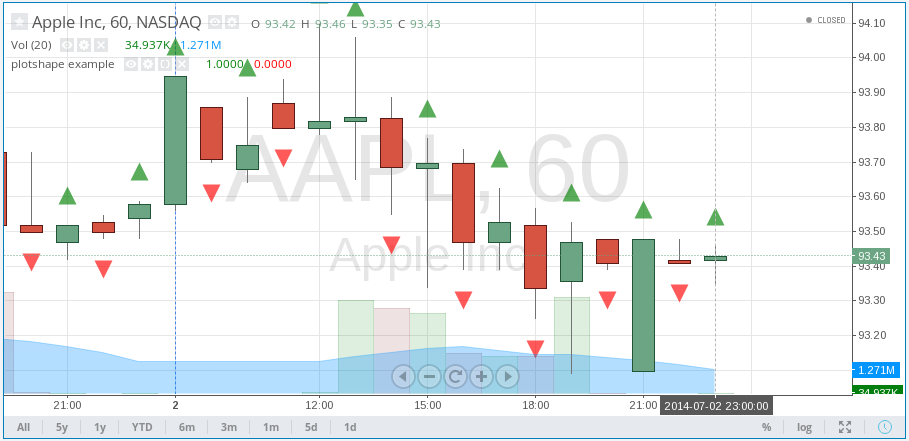 Apple Inc, 60, NASDAQ O 93.42 H 93.46 L 93.35 C 93.43
CLOSED
Vol (20) 34.937K 1.271M
plotshape example 1.0000 0.0000
AAPL, 60
Apple Inc
94.10
94.00
93.90
93.80
93.70
93.60
93.50
93.43
93.40
93.30
93.20
1.271M
34.937K
21:00 2 12:00 15:00 18:00 21:00 2014-07-02 23:00:00
All 5y 1y YTD 6m 3m 1m 5d 1d % log